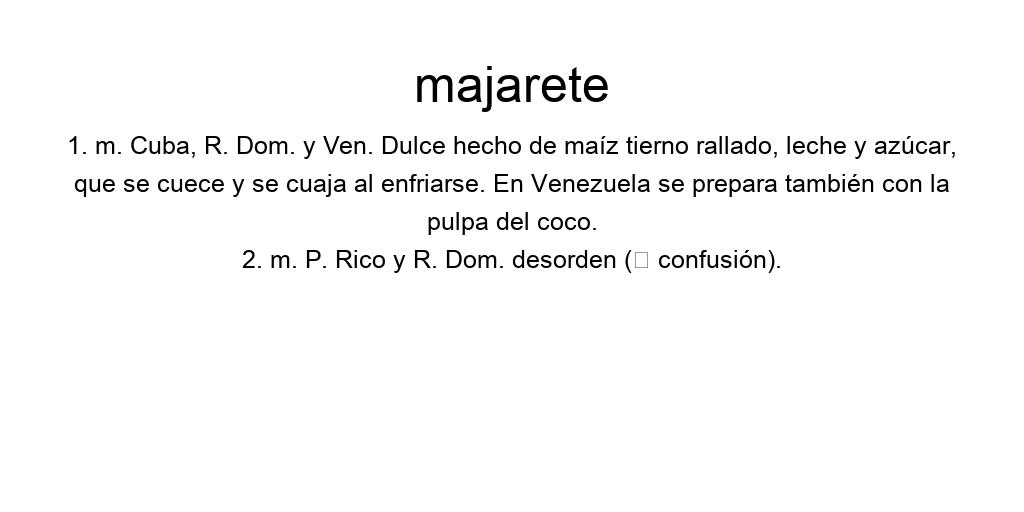 majarete
1. m. Cuba, R. Dom. y Ven. Dulce hecho de maíz tierno rallado, leche y azúcar,
que se cuece y se cuaja al enfriarse. En Venezuela se prepara también con la
pulpa del coco.
2. m. P. Rico y R. Dom. desorden (□ confusión).